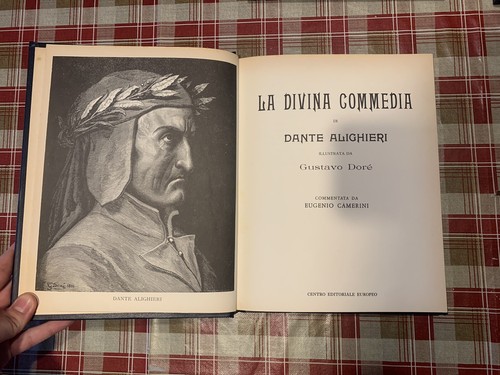 DANTE ALIGHIERI
LA DIVINA COMMEDIA
DI
DANTE ALIGHIERI
ILLUSTRATA DA
Gustavo Doré
COMMENTATA DA
EUGENIO CAMERINI
CENTRO EDITORIALE EUROPEO